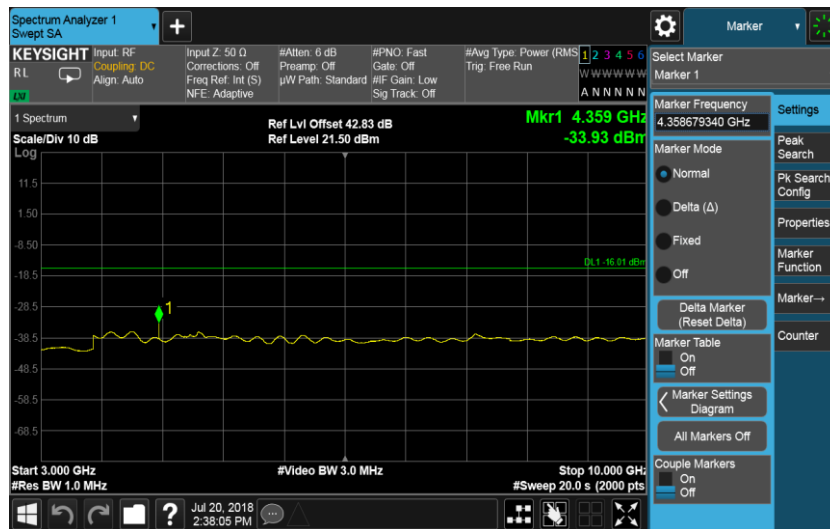 Spectrum Analyzer 1
Swept SA
Marker
KEYSIGHT
RL
LXI
Input: RF
Coupling: DC
Align: Auto
Input Z: 50 Ω
Corrections: Off
Freq Ref: Int (S)
NFE: Adaptive
#Atten: 6 dB
Preamp: Off
µW Path: Standard
#PNO: Fast
Gate: Off
#IF Gain: Low
Sig Track: Off
#Avg Type: Power (RMS
Trig: Free Run
1 2 3 4 5 6
W W W W W W
A N N N N N
Select Marker
Marker 1
1 Spectrum
Scale/Div 10 dB
Log
Ref Lvl Offset 42.83 dB
Ref Level 21.50 dBm
Mkr1 4.359 GHz
-33.93 dBm
11.5
1.50
-8.50
-18.5
-28.5
-38.5
-48.5
-58.5
-68.5
DL1 -16.01 dBm
1
Start 3.000 GHz
#Res BW 1.0 MHz
#Video BW 3.0 MHz
Stop 10.000 GHz
#Sweep 20.0 s (2000 pts
Marker Frequency
4.358679340 GHz
Marker Mode
Normal
Delta (Δ)
Fixed
Off
Delta Marker
(Reset Delta)
Marker Table
On
Off
Marker Settings
Diagram
All Markers Off
Couple Markers
On
Off
Settings
Peak
Search
Pk Search
Config
Properties
Marker
Function
Marker→
Counter
?
Jul 20, 2018
2:38:05 PM